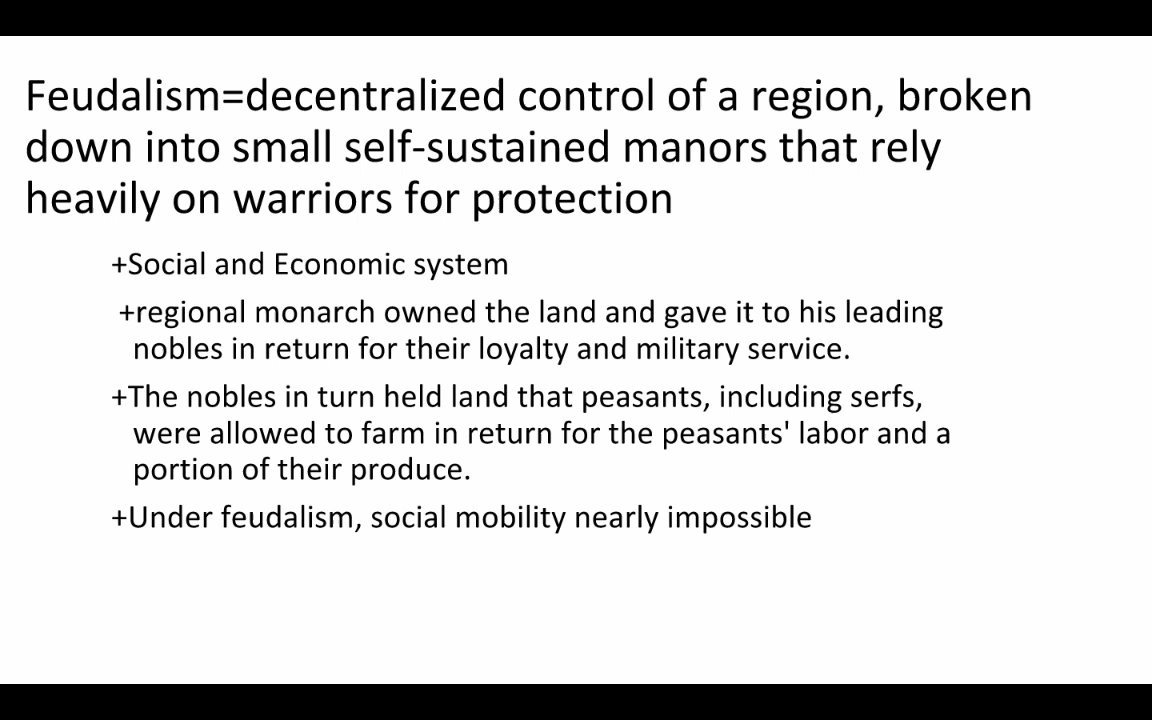 Feudalism=decentralized control of a region, broken
down into small self-sustained manors that rely
heavily on warriors for protection
+Social and Economic system
+regional monarch owned the land and gave it to his leading
nobles in return for their loyalty and military service.
+The nobles in turn held land that peasants, including serfs,
were allowed to farm in return for the peasants' labor and a
portion of their produce.
+Under feudalism, social mobility nearly impossible